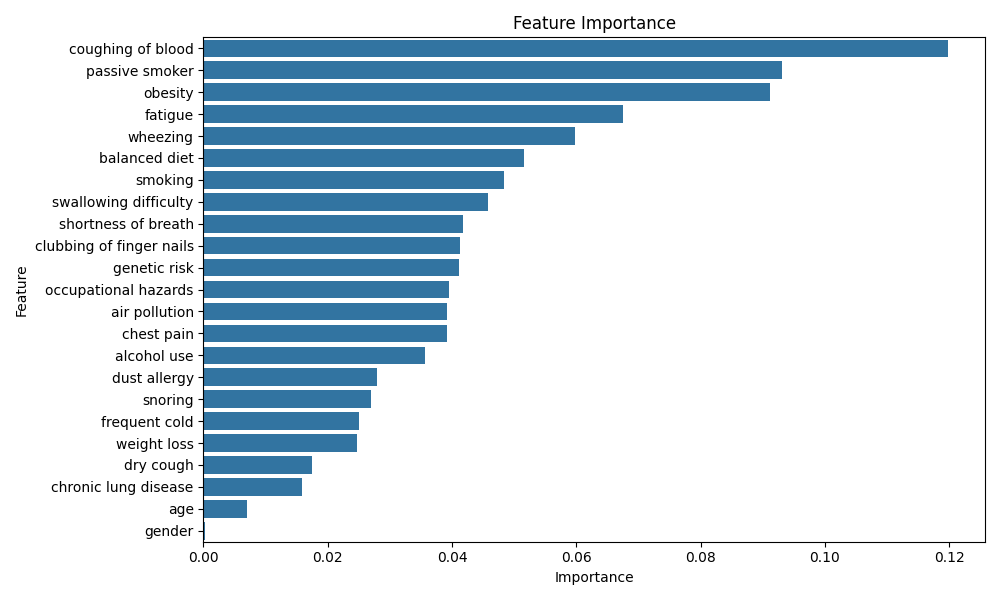 Feature Importance
coughing of blood
passive smoker
obesity
fatigue
wheezing
balanced diet
smoking
swallowing difficulty
shortness of breath
clubbing of finger nails
genetic risk
occupational hazards
air pollution
chest pain
alcohol use
dust allergy
snoring
frequent cold
weight loss
dry cough
chronic lung disease
age
gender
Feature
0.00 0.02 0.04 0.06 0.08 0.10 0.12
Importance